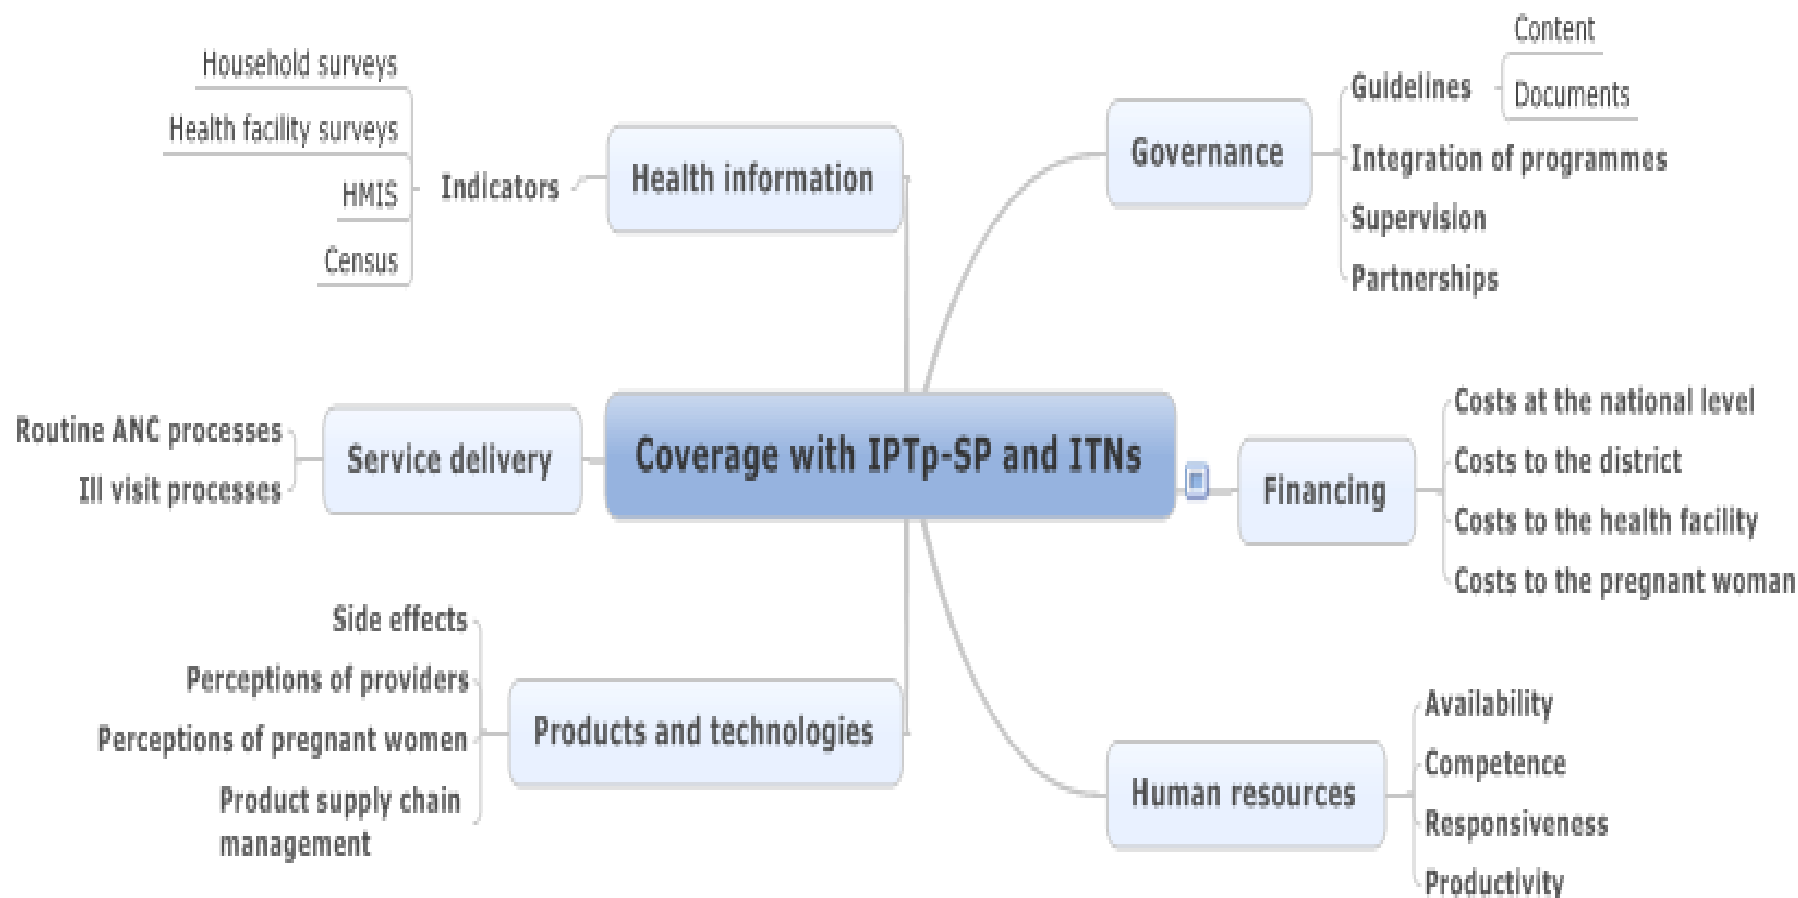 Coverage with IPTp-SP and ITNs
Governance
Guidelines
Content
Documents
Integration of programmes
Supervision
Partnerships
Financing
Costs at the national level
Costs to the district
Costs to the health facility
Costs to the pregnant woman
Human resources
Availability
Competence
Responsiveness
Productivity
Health information
Indicators
Household surveys
Health facility surveys
HMIS
Census
Service delivery
Routine ANC processes
Ill visit processes
Products and technologies
Side effects
Perceptions of providers
Perceptions of pregnant women
Product supply chain
management